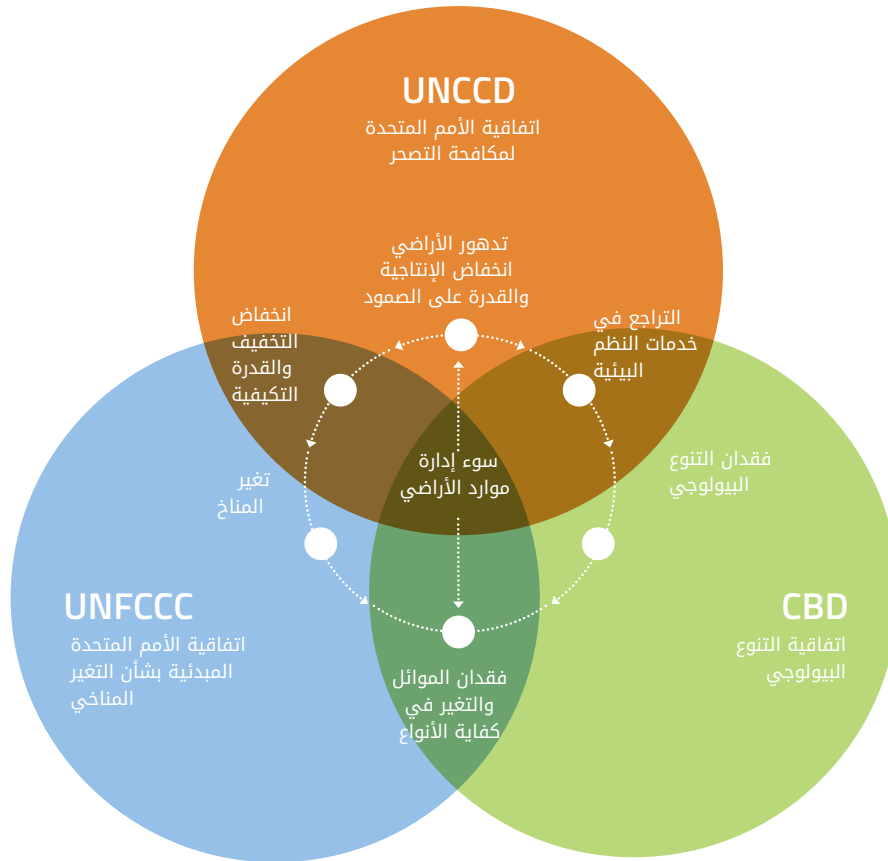 UNCCD
اتفاقية الأمم المتحدة
لمكافحة التصحر
تدهور الأراضي
انخفاض الإنتاجية
والقدرة على الصمود
التراجع في
خدمات النظم
البيئية
انخفاض
التخفيف
والقدرة
التكيفية
سوء إدارة
موارد الأراضي
فقدان التنوع
البيولوجي
تغير
المناخ
CBD
اتفاقية التنوع
البيولوجي
UNFCCC
اتفاقية الأمم المتحدة
المبدئية بشأن التغير
المناخي
فقدان الموائل
والتغير في
كفاية الأنواع